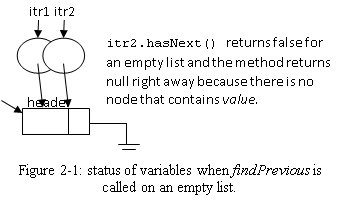 itr1 itr2
itr2.hasNext() returns false for
an empty list and the method returns
null right away because there is no
node that contains value.
header
Figure 2-1: status of variables when findPrevious is
called on an empty list.